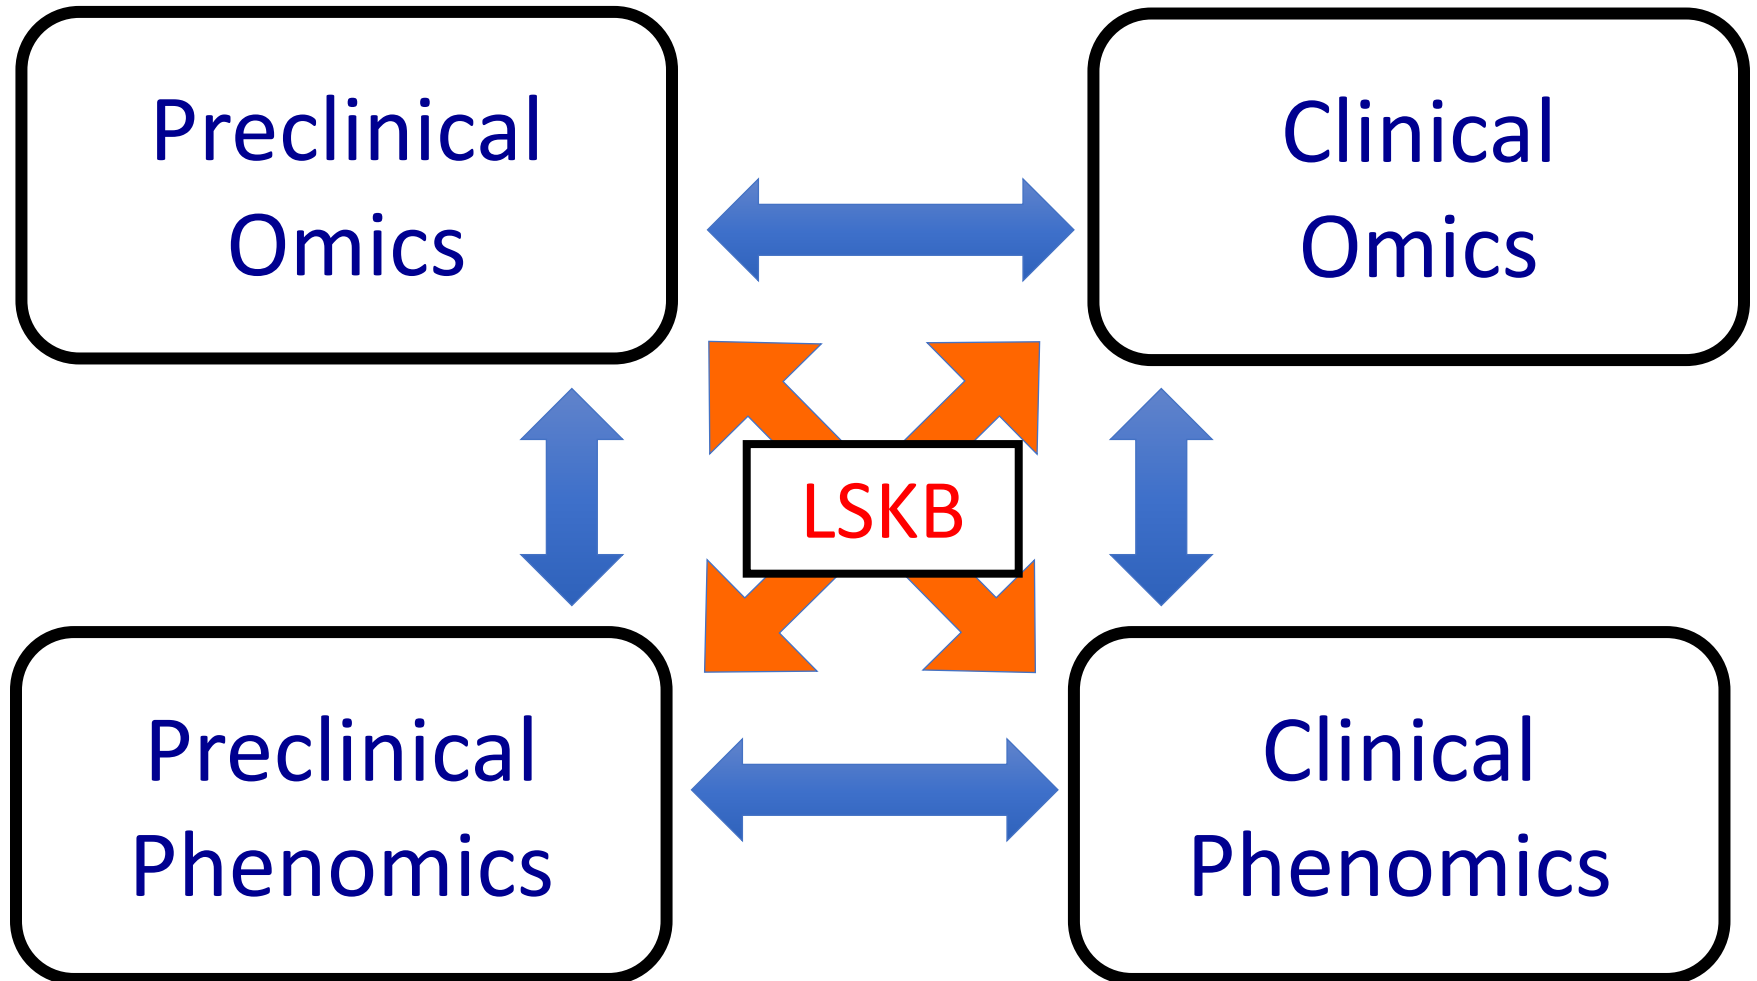 Preclinical
Omics
Clinical
Omics
LSKB
Preclinical
Phenomics
Clinical
Phenomics